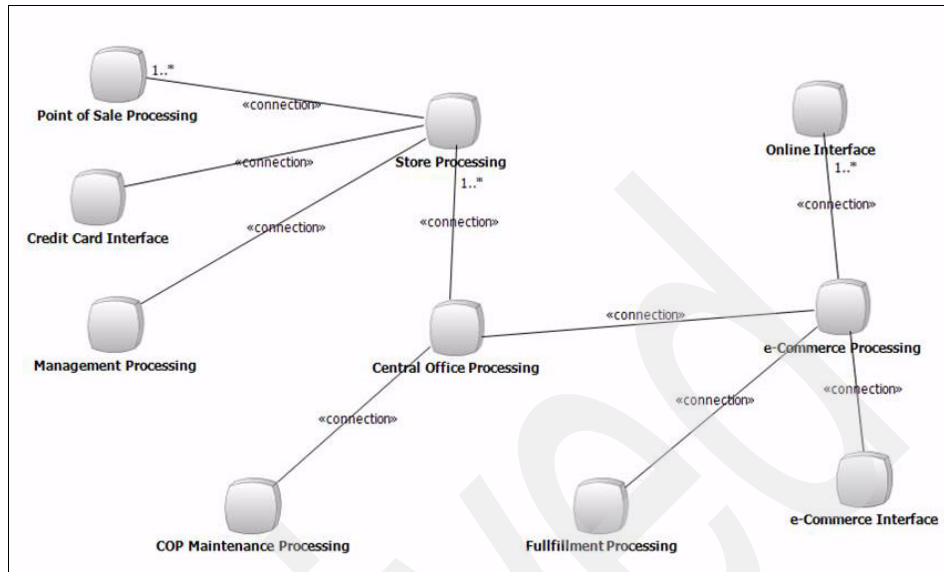 1..*
Point of Sale Processing
«connection»
Store Processing
1..*
«connection»
Credit Card Interface
«connection»
Management Processing
«connection»
Central Office Processing
«connection»
COP Maintenance Processing
«connection»
Online Interface
1..*
«connection»
e-Commerce Processing
«connection»
Fullfillment Processing
«connection»
e-Commerce Interface